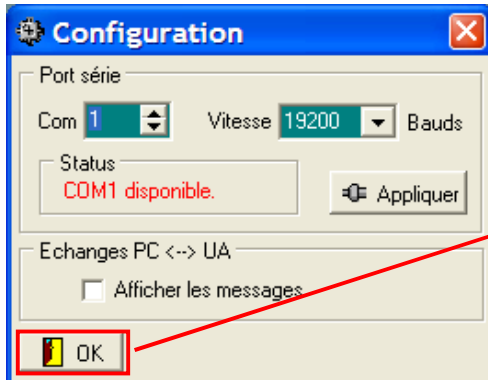 Configuration
Port série
Com 1 Vitesse 19200 Bauds
Status
COM1 disponible.
Appliquer
Echanges PC <--> UA
Afficher les messages
OK